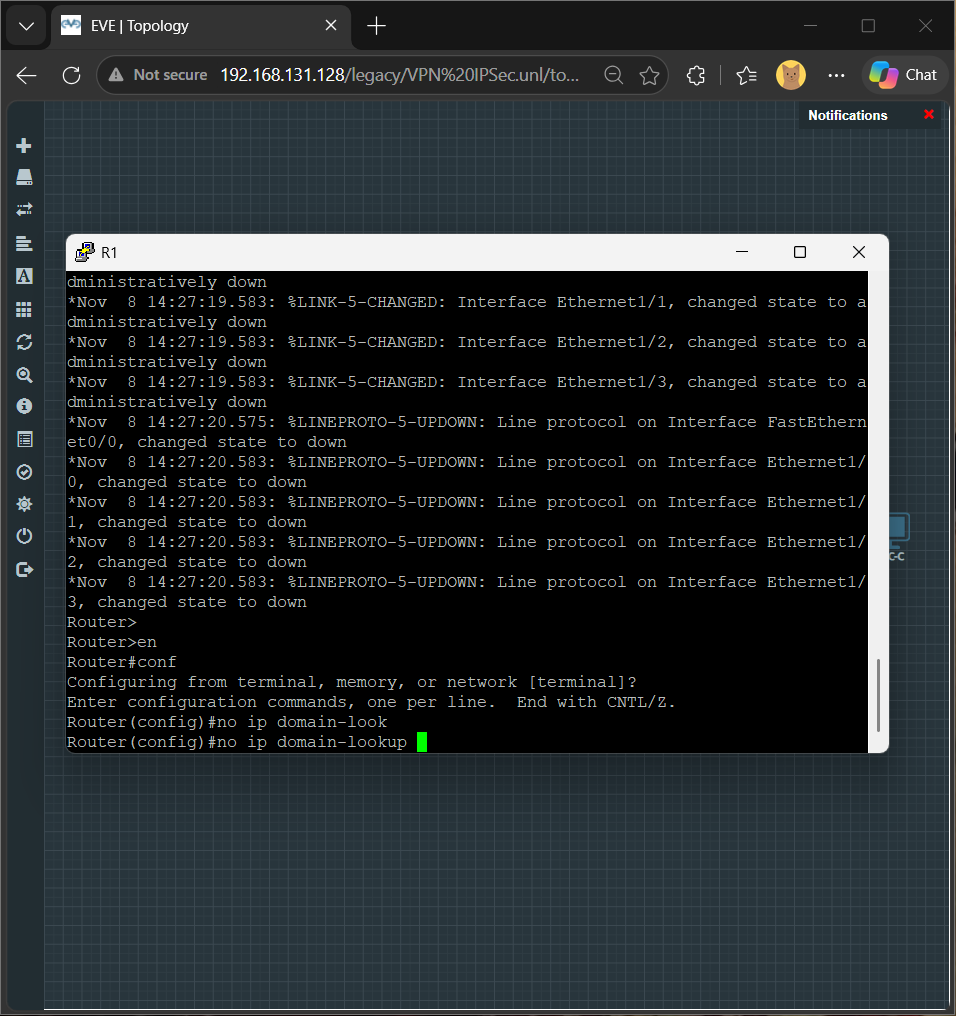 EVE | Topology
Not secure 192.168.131.128/legacy/VPN%20IPSec.unl/to...
Chat
Notifications
R1
dministratively down
*Nov  8 14:27:19.583: %LINK-5-CHANGED: Interface Ethernet1/1, changed state to a
dministratively down
*Nov  8 14:27:19.583: %LINK-5-CHANGED: Interface Ethernet1/2, changed state to a
dministratively down
*Nov  8 14:27:19.583: %LINK-5-CHANGED: Interface Ethernet1/3, changed state to a
dministratively down
*Nov  8 14:27:20.575: %LINEPROTO-5-UPDOWN: Line protocol on Interface FastEthern
et0/0, changed state to down
*Nov  8 14:27:20.583: %LINEPROTO-5-UPDOWN: Line protocol on Interface Ethernet1/
0, changed state to down
*Nov  8 14:27:20.583: %LINEPROTO-5-UPDOWN: Line protocol on Interface Ethernet1/
1, changed state to down
*Nov  8 14:27:20.583: %LINEPROTO-5-UPDOWN: Line protocol on Interface Ethernet1/
2, changed state to down
*Nov  8 14:27:20.583: %LINEPROTO-5-UPDOWN: Line protocol on Interface Ethernet1/
3, changed state to down
Router>
Router>en
Router#conf
Configuring from terminal, memory, or network [terminal]?
Enter configuration commands, one per line.  End with CNTL/Z.
Router(config)#no ip domain-look
Router(config)#no ip domain-lookup